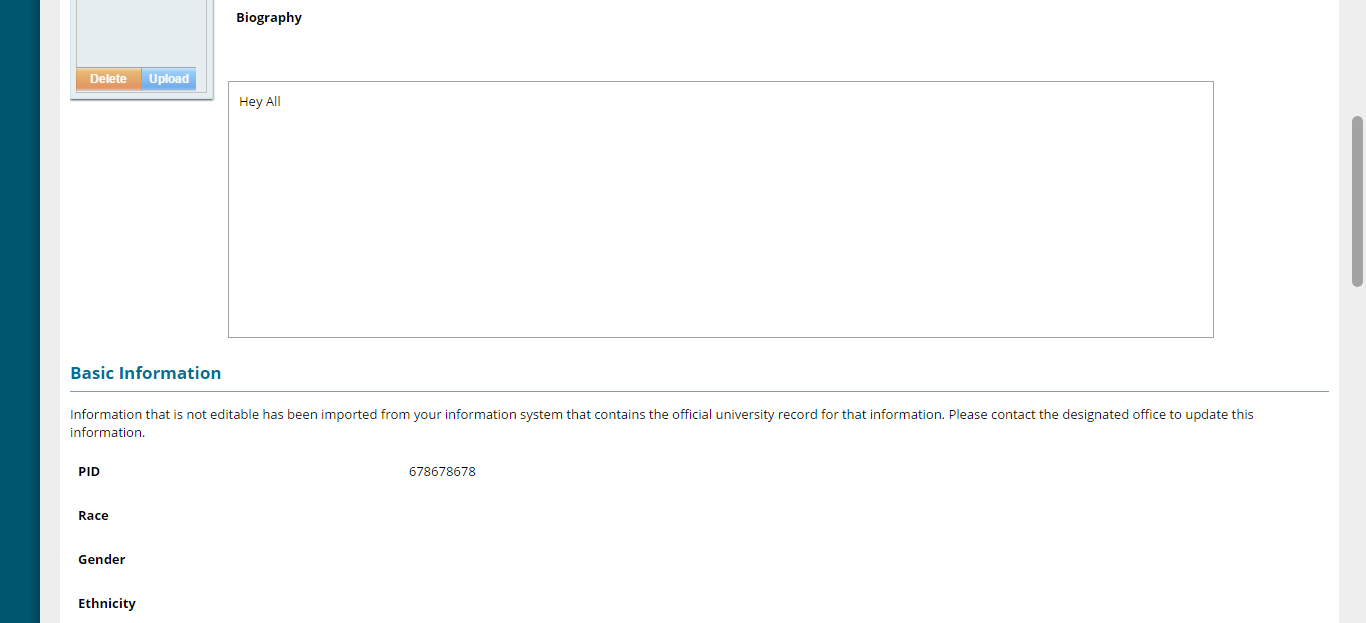 Biography
Delete Upload
Hey All
Basic Information
Information that is not editable has been imported from your information system that contains the official university record for that information. Please contact the designated office to update this
information.
PID 678678678
Race
Gender
Ethnicity